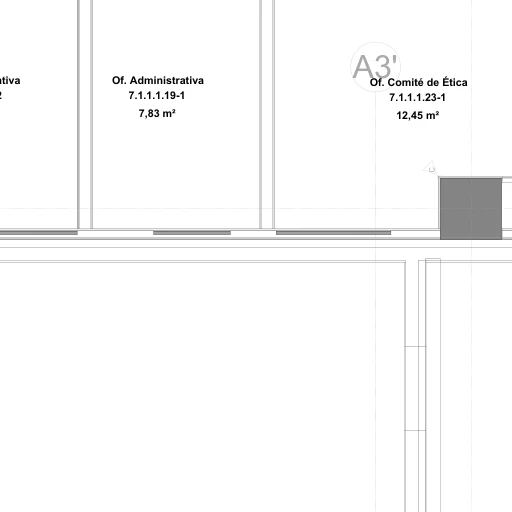 Of. Administrativa
7.1.1.1.19-1
7,83 m²
A3'
Of. Comité de Ética
7.1.1.1.23-1
12,45 m²